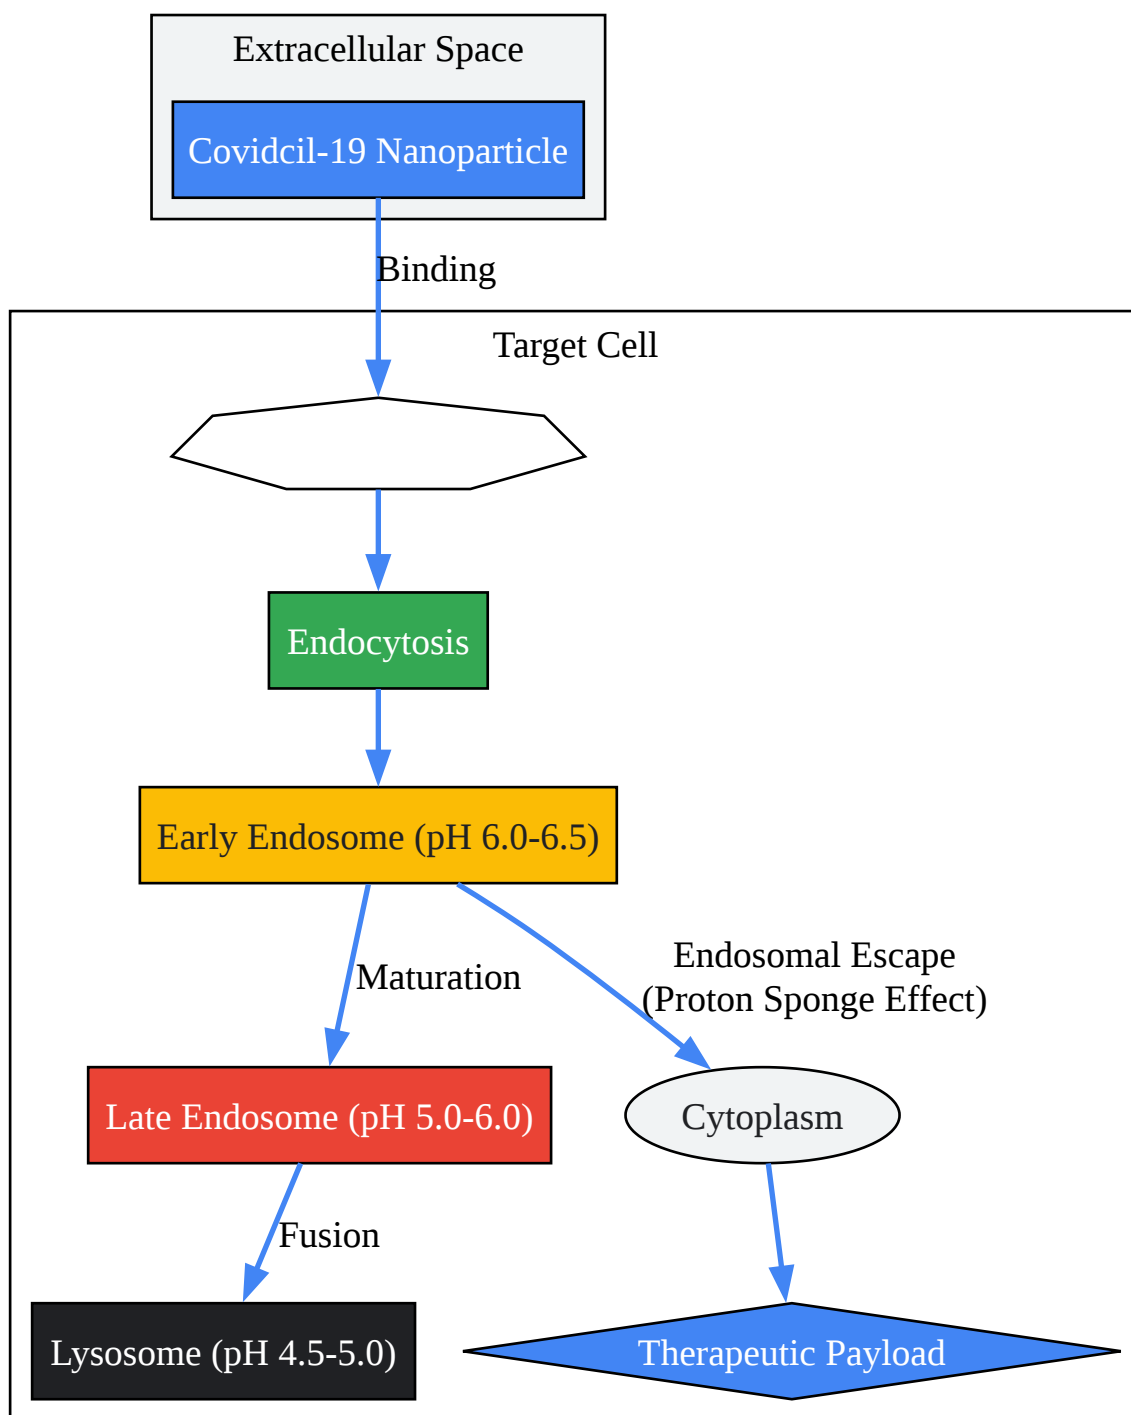 Extracellular Space
Covidcil-19 Nanoparticle
Binding
Target Cell
Endocytosis
Early Endosome (pH 6.0-6.5)
Maturation
Endosomal Escape
(Proton Sponge Effect)
Late Endosome (pH 5.0-6.0)
Cytoplasm
Fusion
Lysosome (pH 4.5-5.0)
Therapeutic Payload